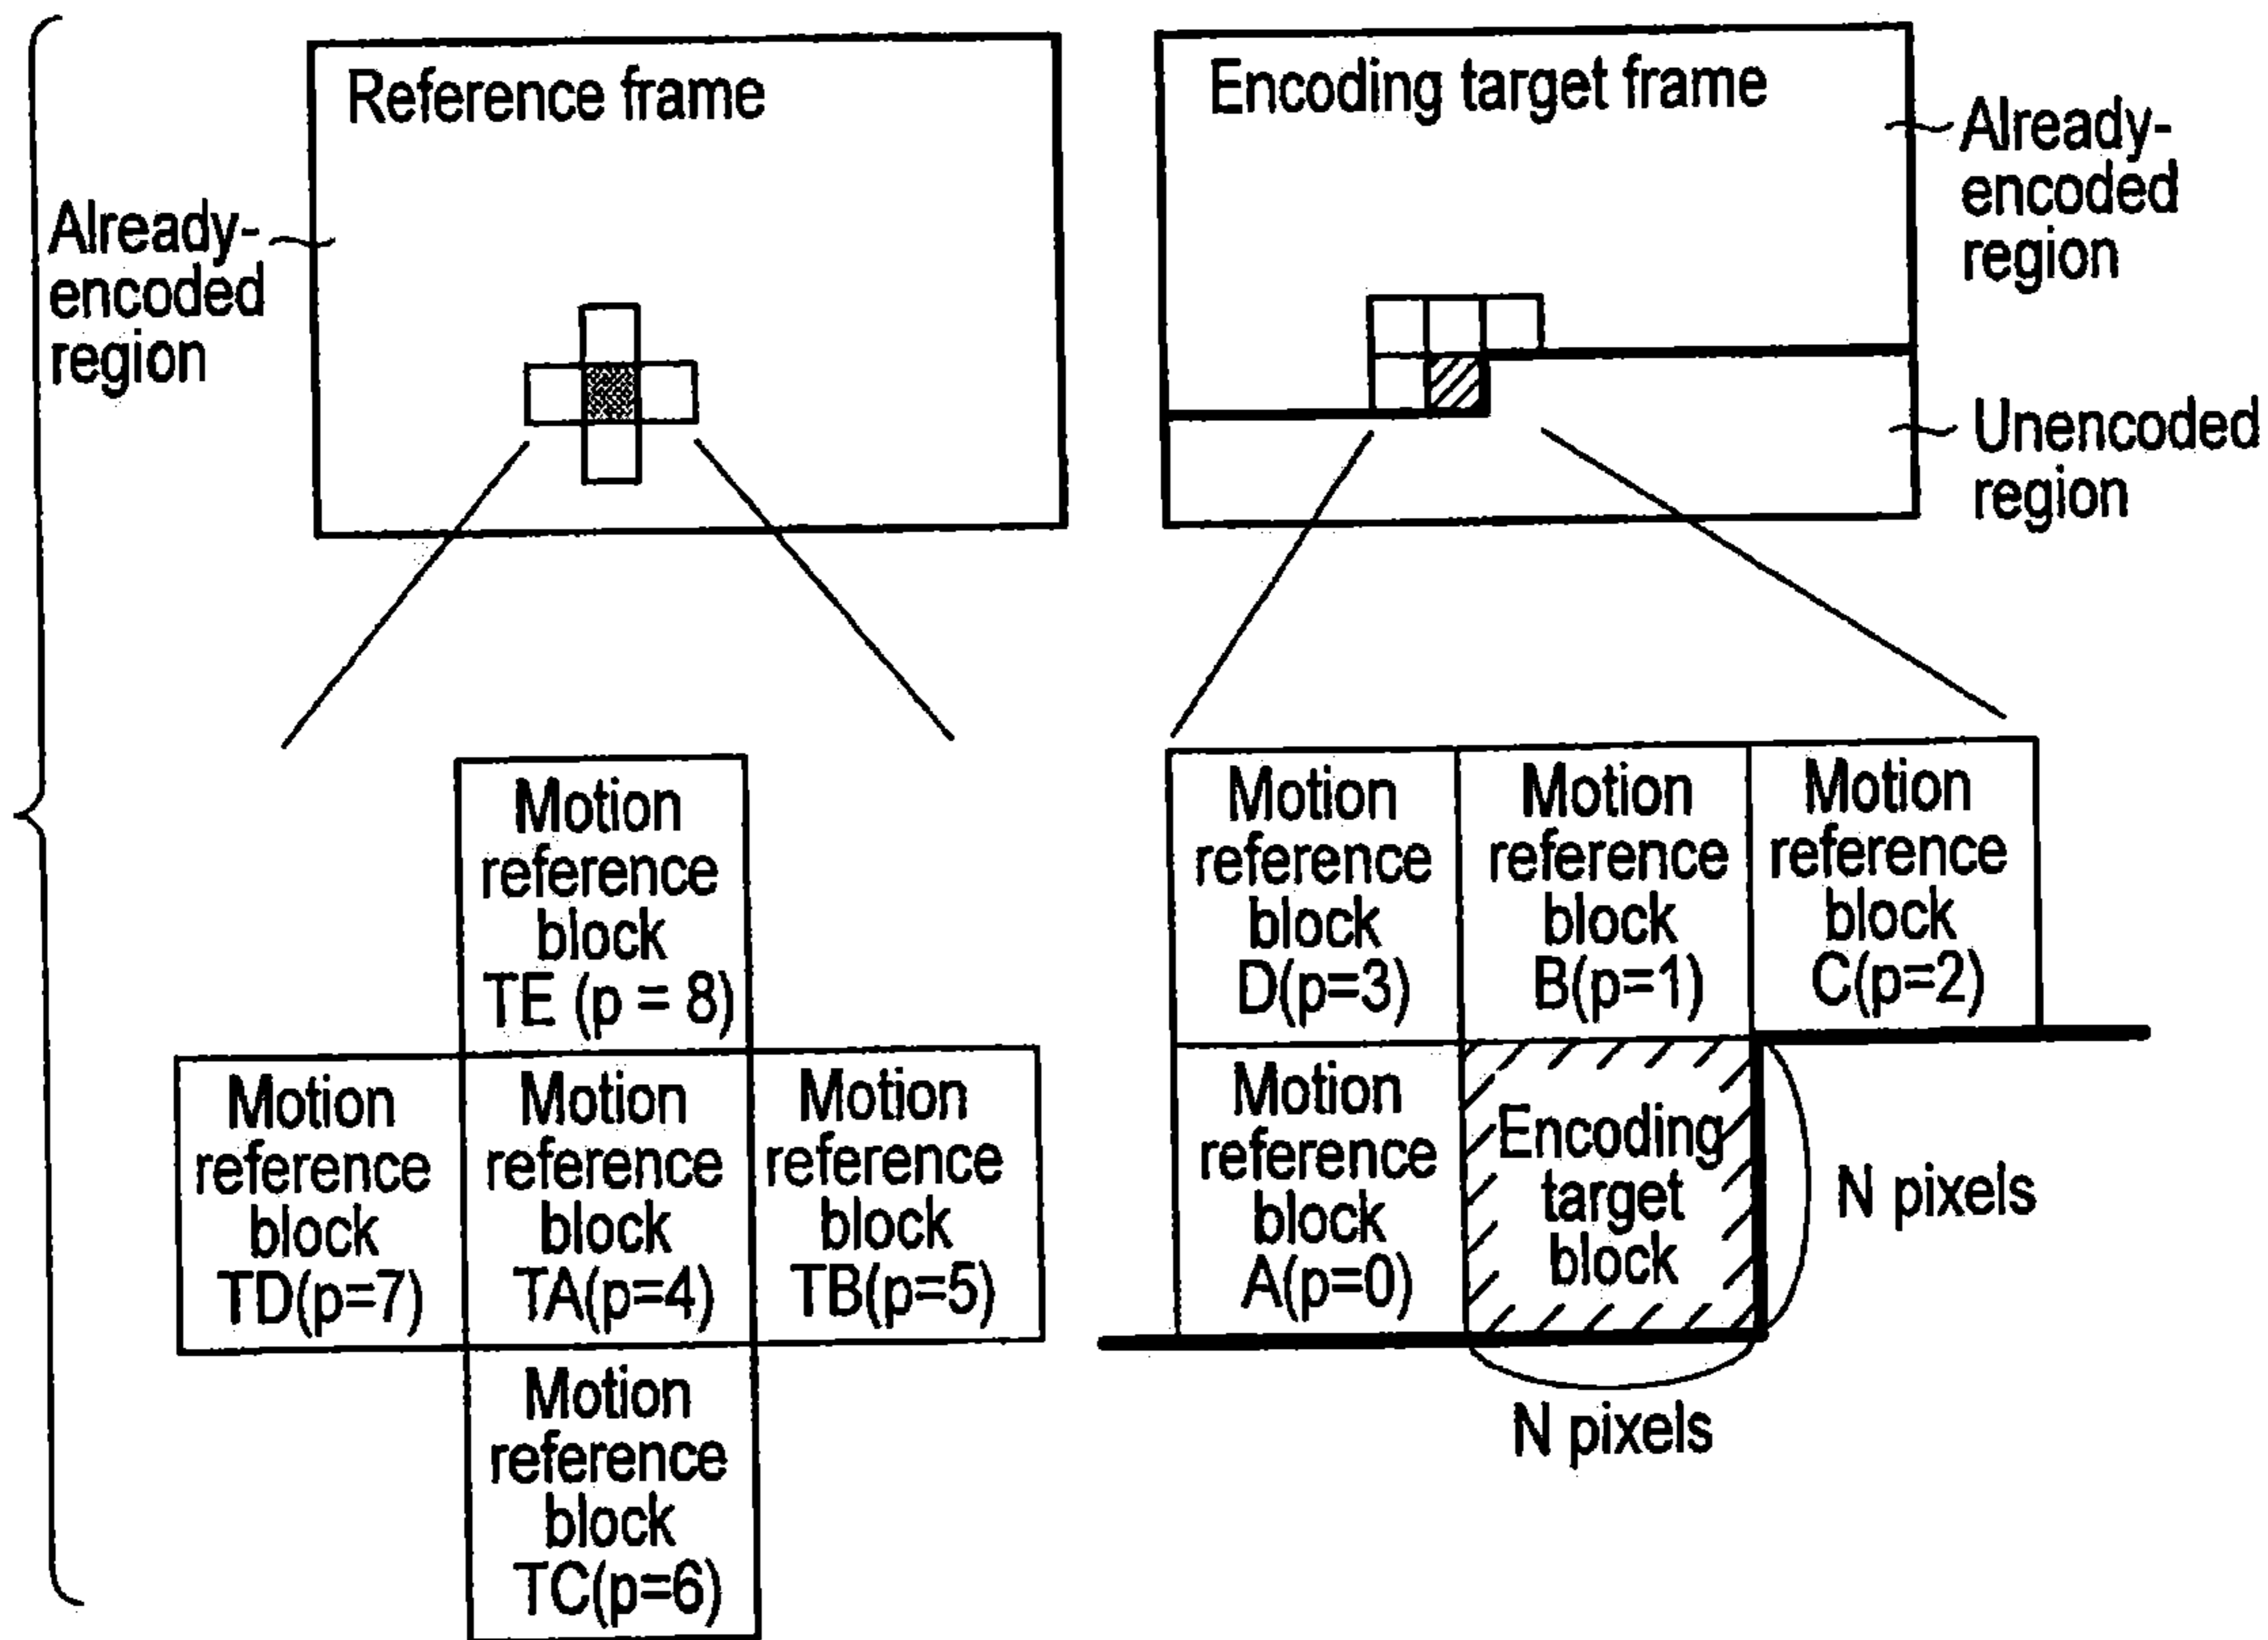 Reference frame
Already-
encoded
region
Encoding target frame
Already-
encoded
region
Unencoded
region
Motion
reference
block
TE (p = 8)
Motion
reference
block
TD(p=7)
Motion
reference
block
TA(p=4)
Motion
reference
block
TB(p=5)
Motion
reference
block
TC(p=6)
Motion
reference
block
D(p=3)
Motion
reference
block
B(p=1)
Motion
reference
block
C(p=2)
Motion
reference
block
A(p=0)
Encoding
target
block
N pixels
N pixels